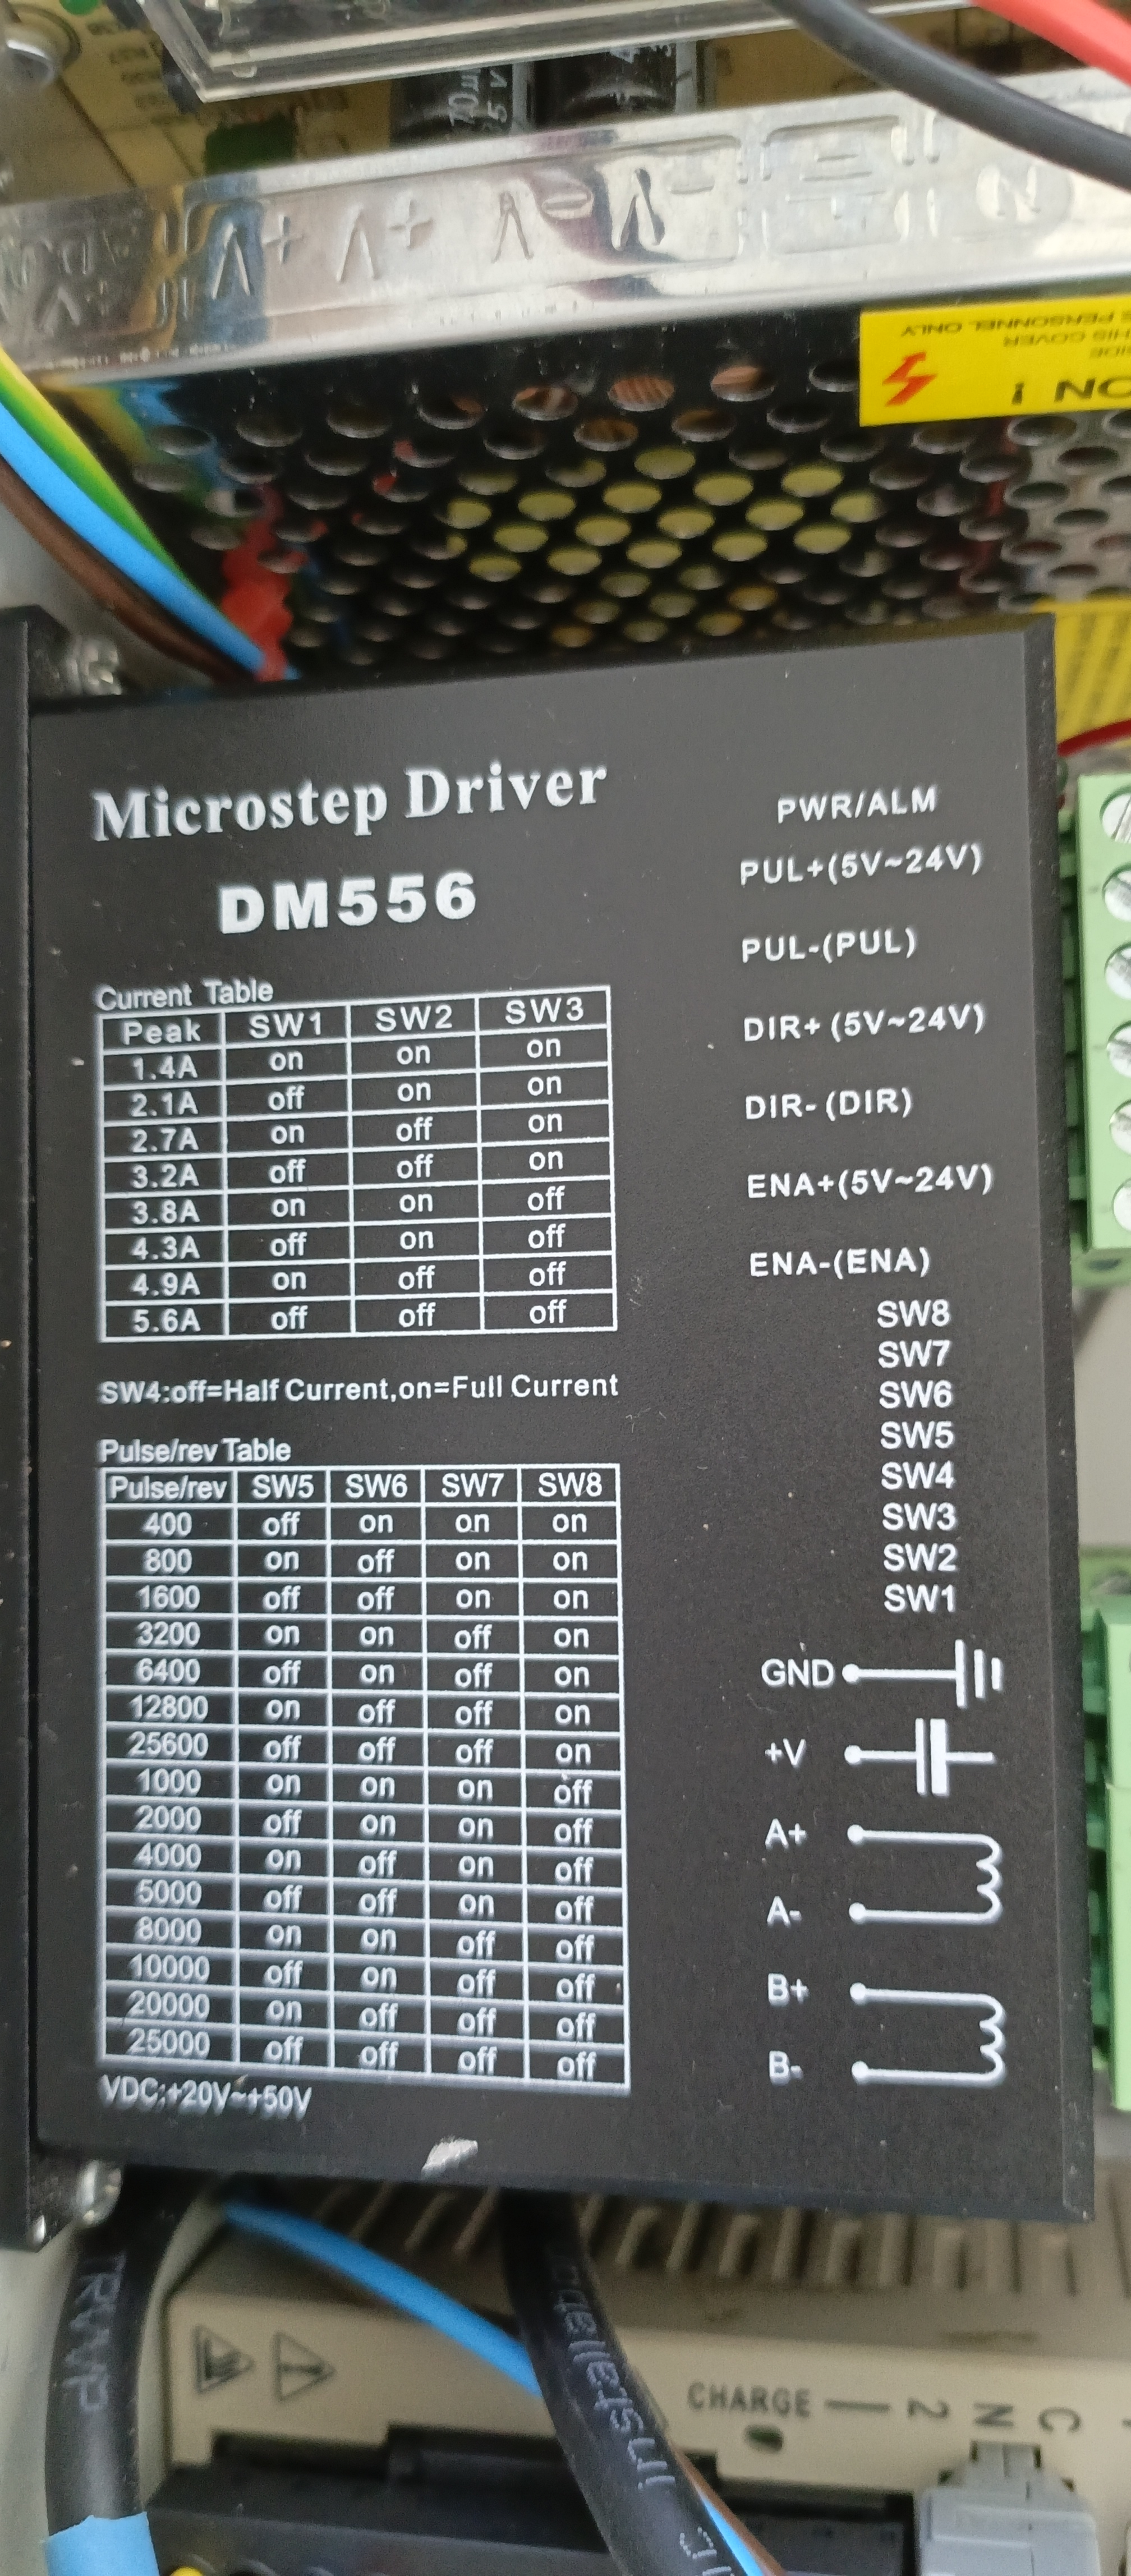 V+ V+ V- V-
N
PERSONNEL ONLY
COVER
Microstep Driver
DM556
Current Table
Peak SW1 SW2 SW3
1.4A on on on
2.1A off on on
2.7A on off on
3.2A off off on
3.8A on on off
4.3A off on off
4.9A on off off
5.6A off off off
SW4:off=Half Current,on=Full Current
Pulse/rev Table
Pulse/rev SW5 SW6 SW7 SW8
400 off on on on
800 on off on on
1600 off off on on
3200 on on off on
6400 off on off on
12800 on off off on
25600 off off off on
1000 on on on off
2000 off on on off
4000 on off on off
5000 off off on off
8000 on on off off
10000 off on off off
20000 on off off off
25000 off off off off
VDC:+20V~+50V
PWR/ALM
PUL+(5V~24V)
PUL-(PUL)
DIR+ (5V~24V)
DIR- (DIR)
ENA+(5V~24V)
ENA-(ENA)
SW8
SW7
SW6
SW5
SW4
SW3
SW2
SW1
GND
+V
A+
A-
B+
B-
RVVP
CHARGE
CN2